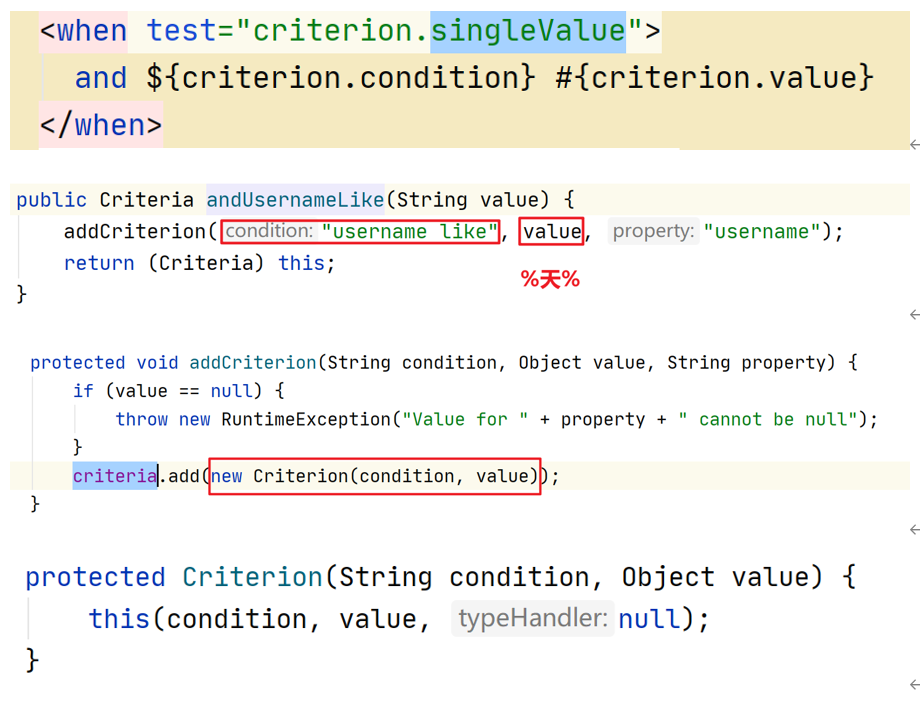 <when test="criterion.singleValue">
and ${criterion.condition} #{criterion.value}
</when>
public Criteria andUsernameLike(String value) {
addCriterion( condition: "username like", value, property: "username");
return (Criteria) this;
}
%天%
protected void addCriterion(String condition, Object value, String property) {
if (value == null) {
throw new RuntimeException("Value for " + property + " cannot be null");
}
criteria.add(new Criterion(condition, value));
}
protected Criterion(String condition, Object value) {
this(condition, value, typeHandler: null);
}